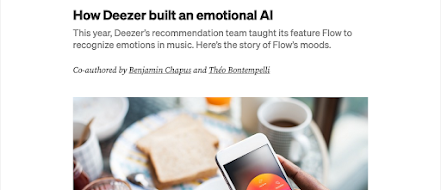 How Deezer built an emotional AI
This year, Deezer's recommendation team taught its feature Flow to
recognize emotions in music. Here's the story of Flow's moods.
Co-authored by Benjamin Chapus and Théo Bontempelli